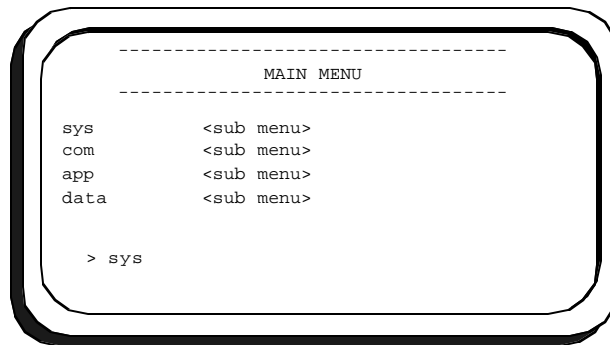 -----------------------------------
MAIN MENU
-----------------------------------
sys <sub menu>
com <sub menu>
app <sub menu>
data <sub menu>
> sys